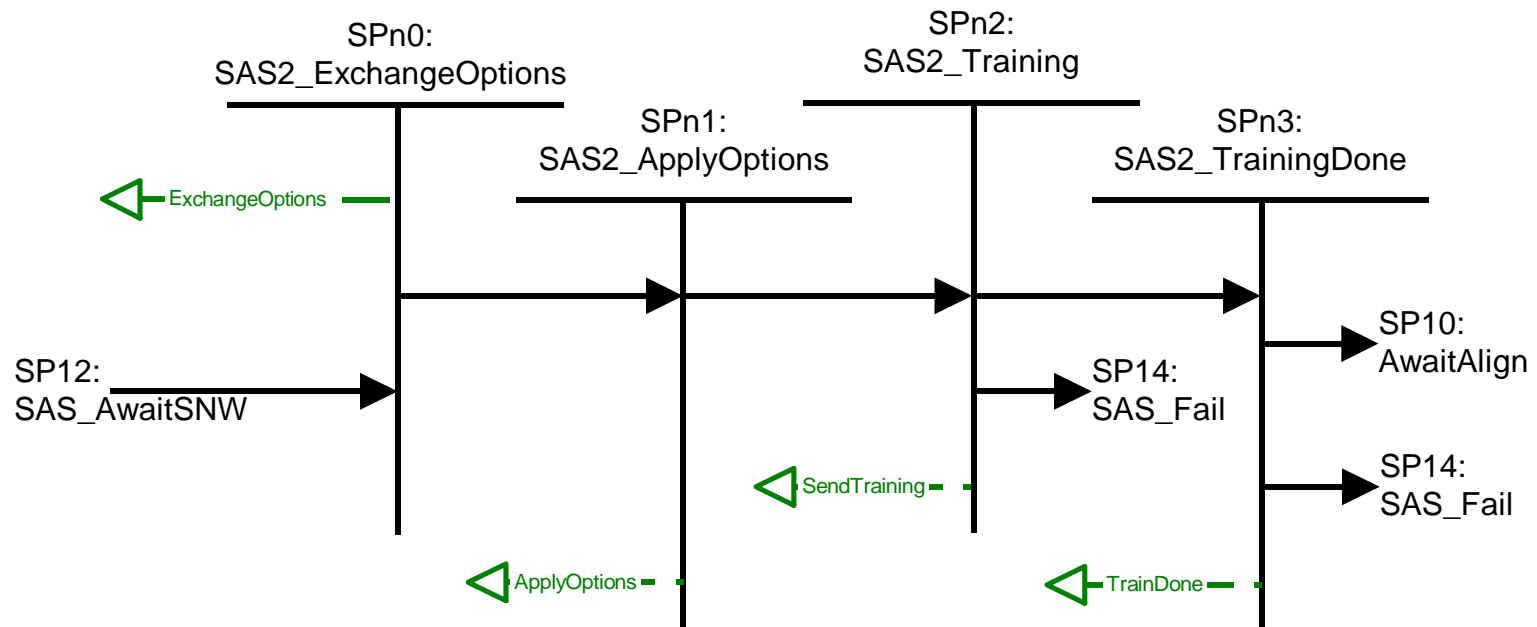 SPn0:
SAS2_ExchangeOptions
SPn2:
SAS2_Training
SPn1:
SAS2_ApplyOptions
SPn3:
SAS2_TrainingDone
ExchangeOptions
SP12:
SAS_AwaitSNW
SP10:
AwaitAlign
SP14:
SAS_Fail
SP14:
SAS_Fail
SendTraining
ApplyOptions
TrainDone